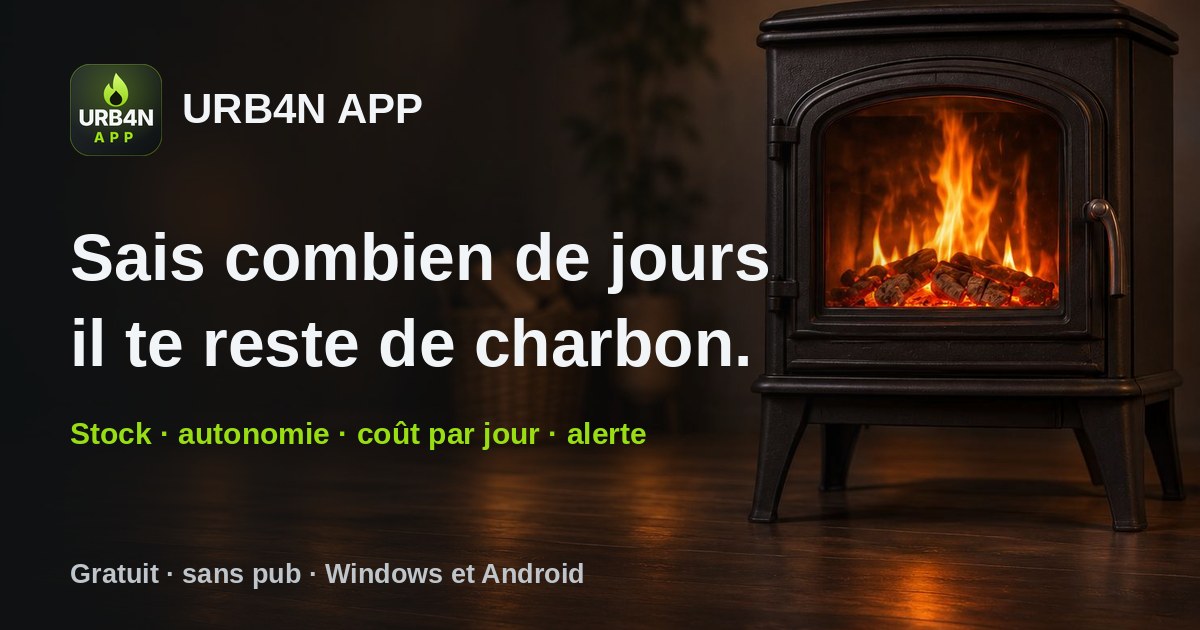 URB4N
APP
URB4N APP
Sais combien de jours
il te reste de charbon.
Stock · autonomie · coût par jour · alerte
Gratuit · sans pub · Windows et Android